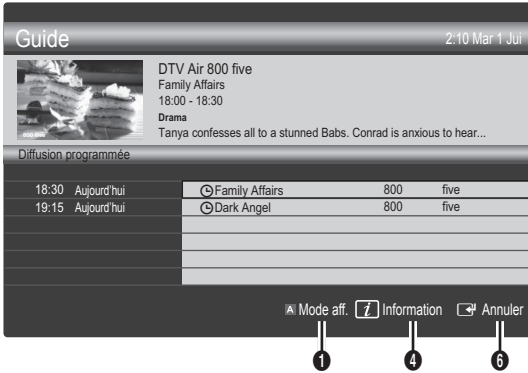 Guide 2:10 Mar 1 Jui
DTV Air 800 five
Family Affairs
18:00 - 18:30
Drama
Tanya confesses all to a stunned Babs. Conrad is anxious to hear...
Diffusion programmée
18:30 Aujourd'hui Family Affairs 800 five
19:15 Aujourd'hui Dark Angel 800 five
A Mode aff. i Information Annuler
1 4 6